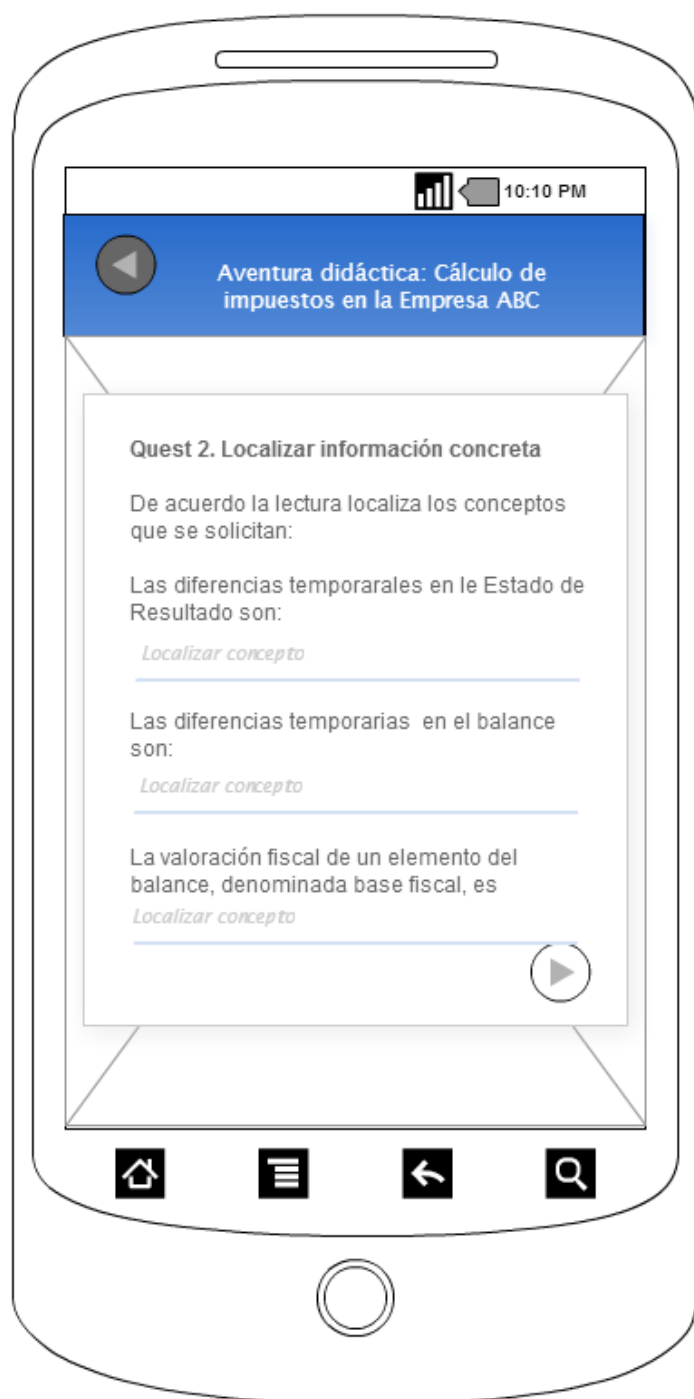 10:10 PM
Aventura didáctica: Cálculo de
impuestos en la Empresa ABC
Quest 2. Localizar información concreta
De acuerdo la lectura localiza los conceptos
que se solicitan:
Las diferencias temporarales en le Estado de
Resultado son:
Localizar concepto
Las diferencias temporarias en el balance
son:
Localizar concepto
La valoración fiscal de un elemento del
balance, denominada base fiscal, es
Localizar concepto